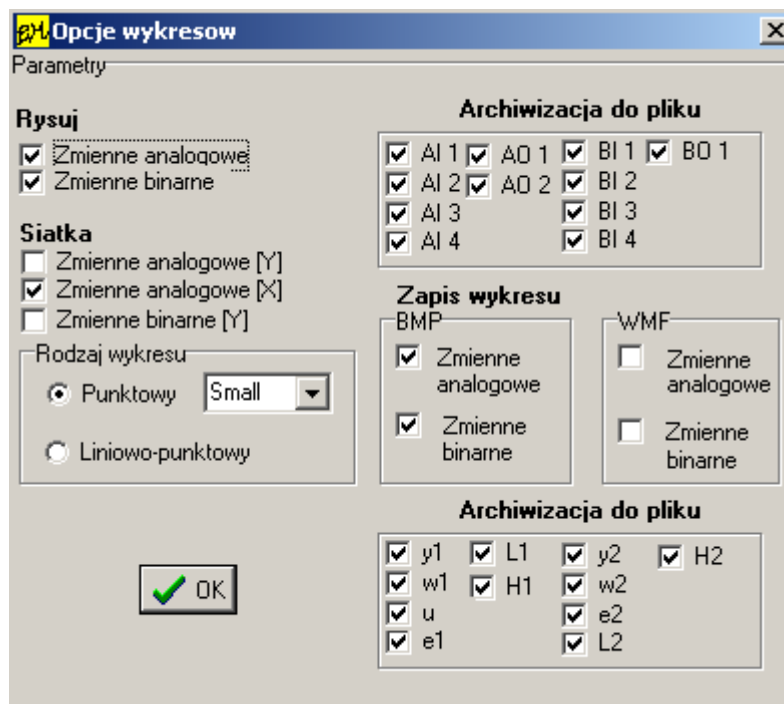 Opcje wykresow
Parametry
Rysuj
Zmienne analogowe
Zmienne binarne
Siatka
Zmienne analogowe [Y]
Zmienne analogowe [X]
Zmienne binarne [Y]
Rodzaj wykresu
Punktowy Small
Liniowo-punktowy
OK
Archiwizacja do pliku
AI 1 AO 1 BI 1 BO 1
AI 2 AO 2 BI 2
AI 3 BI 3
AI 4 BI 4
Zapis wykresu
BMP
Zmienne
analogowe
Zmienne
binarne
WMF
Zmienne
analogowe
Zmienne
binarne
Archiwizacja do pliku
y1 L1 y2 H2
w1 H1 w2
u e2
e1 L2